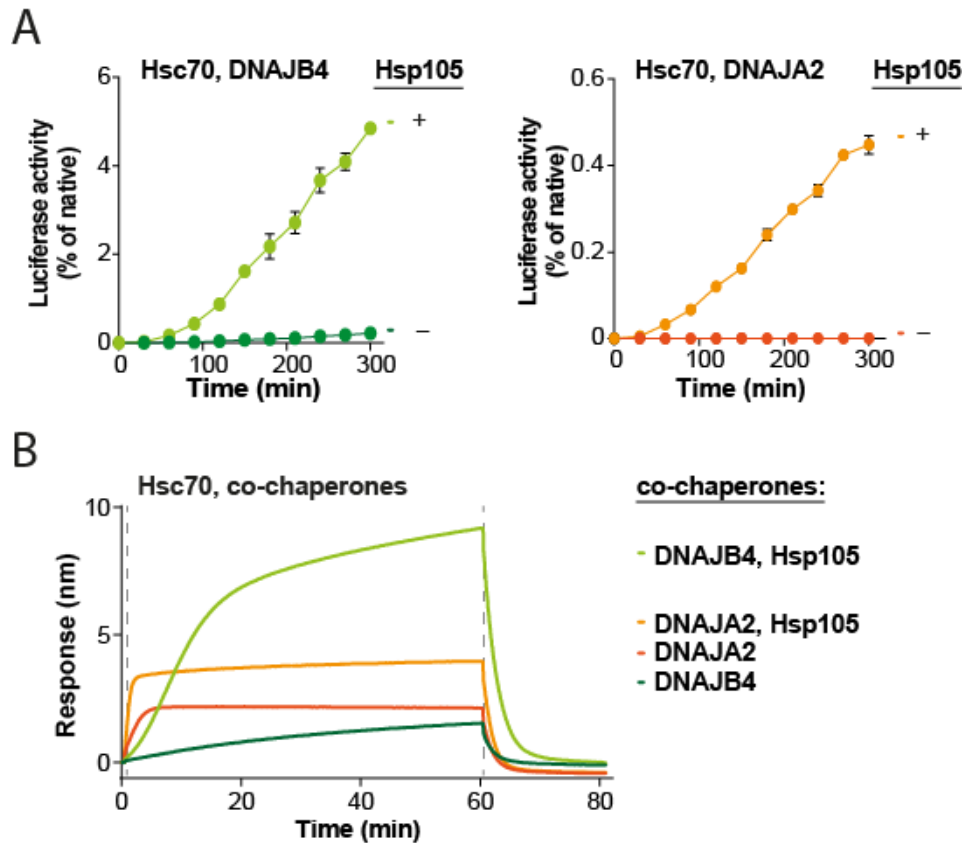 A
Hsc70, DNAJB4
Hsp105
Luciferase activity
(% of native)
6
4
2
0
+
−
0
100
200
300
Time (min)
Hsc70, DNAJA2
Hsp105
Luciferase activity
(% of native)
0.6
0.4
0.2
0
+
−
0
100
200
300
Time (min)
B
Hsc70, co-chaperones
Response (nm)
10
5
0
0
20
40
60
80
Time (min)
co-chaperones:
DNAJB4, Hsp105
DNAJA2, Hsp105
DNAJA2
DNAJB4